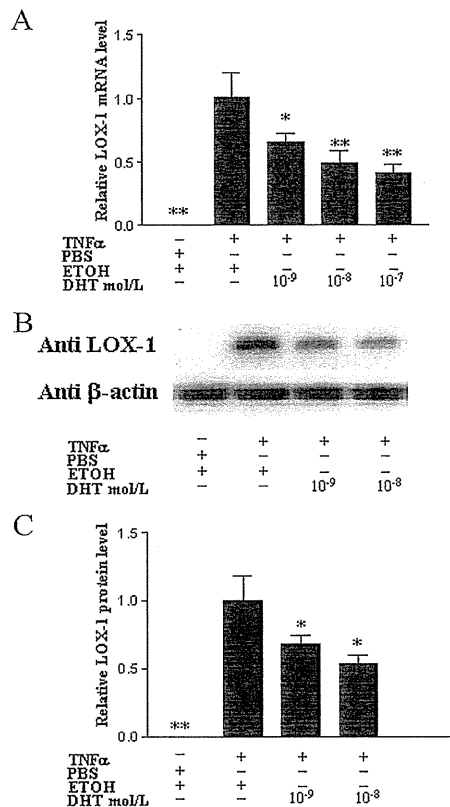 A
Relative LOX-1 mRNA level
1.5
1.0
0.5
0.0
**
*
**
**
TNFα − + + + +
PBS + − − − −
ETOH + + − − −
DHT mol/L − − 10⁻⁹ 10⁻⁸ 10⁻⁷
B
Anti LOX-1
Anti β-actin
TNFα − + + +
PBS + − − −
ETOH + + − −
DHT mol/L − − 10⁻⁹ 10⁻⁸
C
Relative LOX-1 protein level
1.5
1.0
0.5
0.0
**
*
*
TNFα − + + +
PBS + − − −
ETOH + + − −
DHT mol/L − − 10⁻⁹ 10⁻⁸